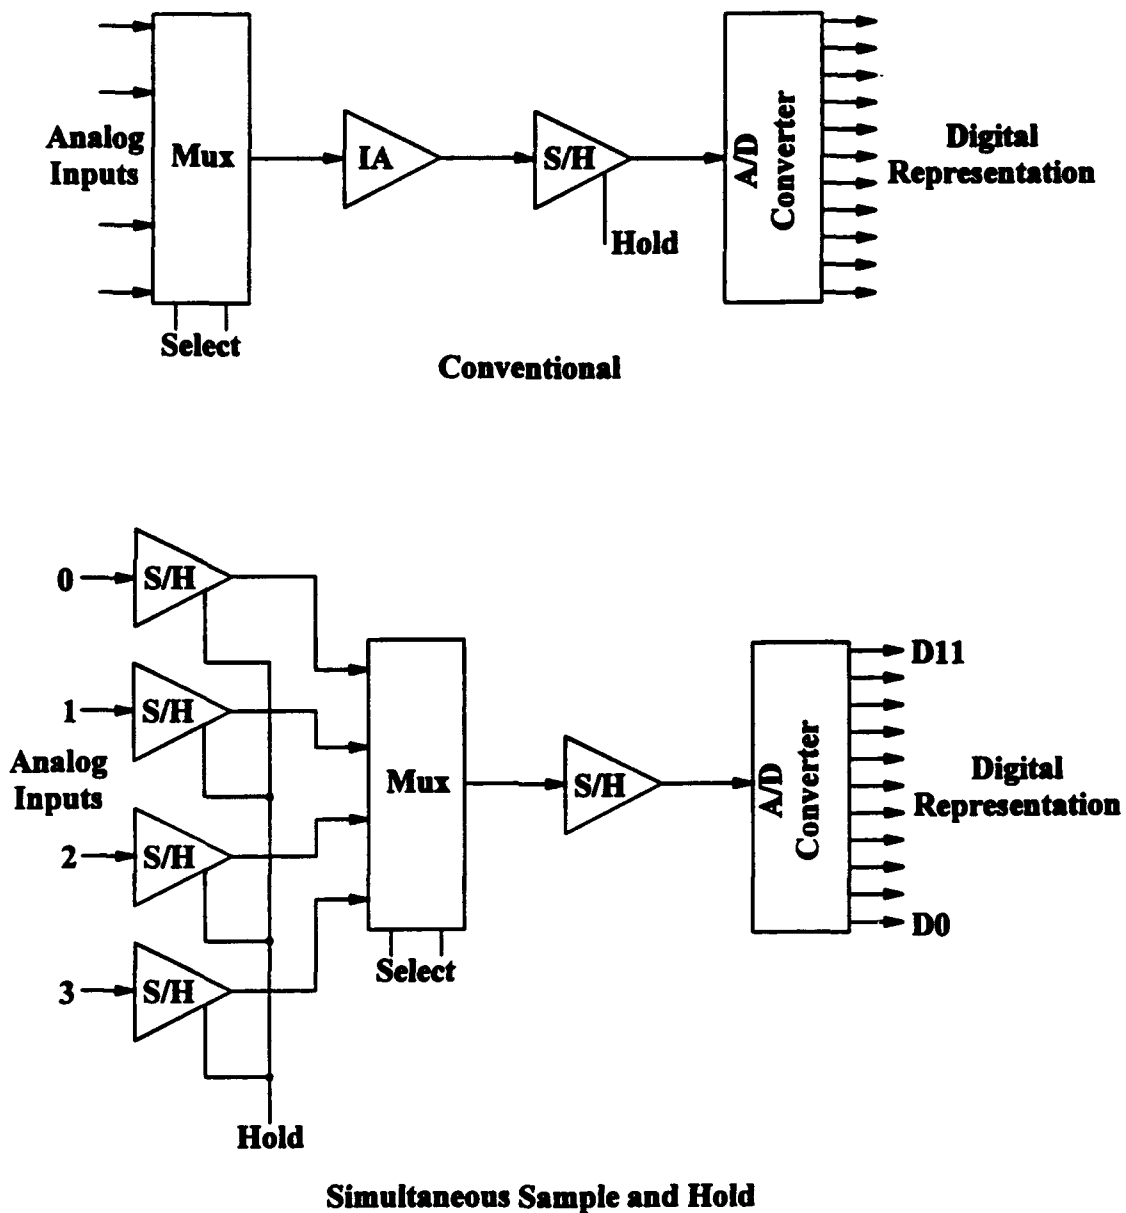 Analog
Inputs
Mux
Select
IA
S/H
Hold
A/D
Converter
Digital
Representation
Conventional
0
S/H
1
S/H
Analog
Inputs
2
S/H
3
S/H
Hold
Mux
Select
S/H
A/D
Converter
D11
Digital
Representation
D0
Simultaneous Sample and Hold